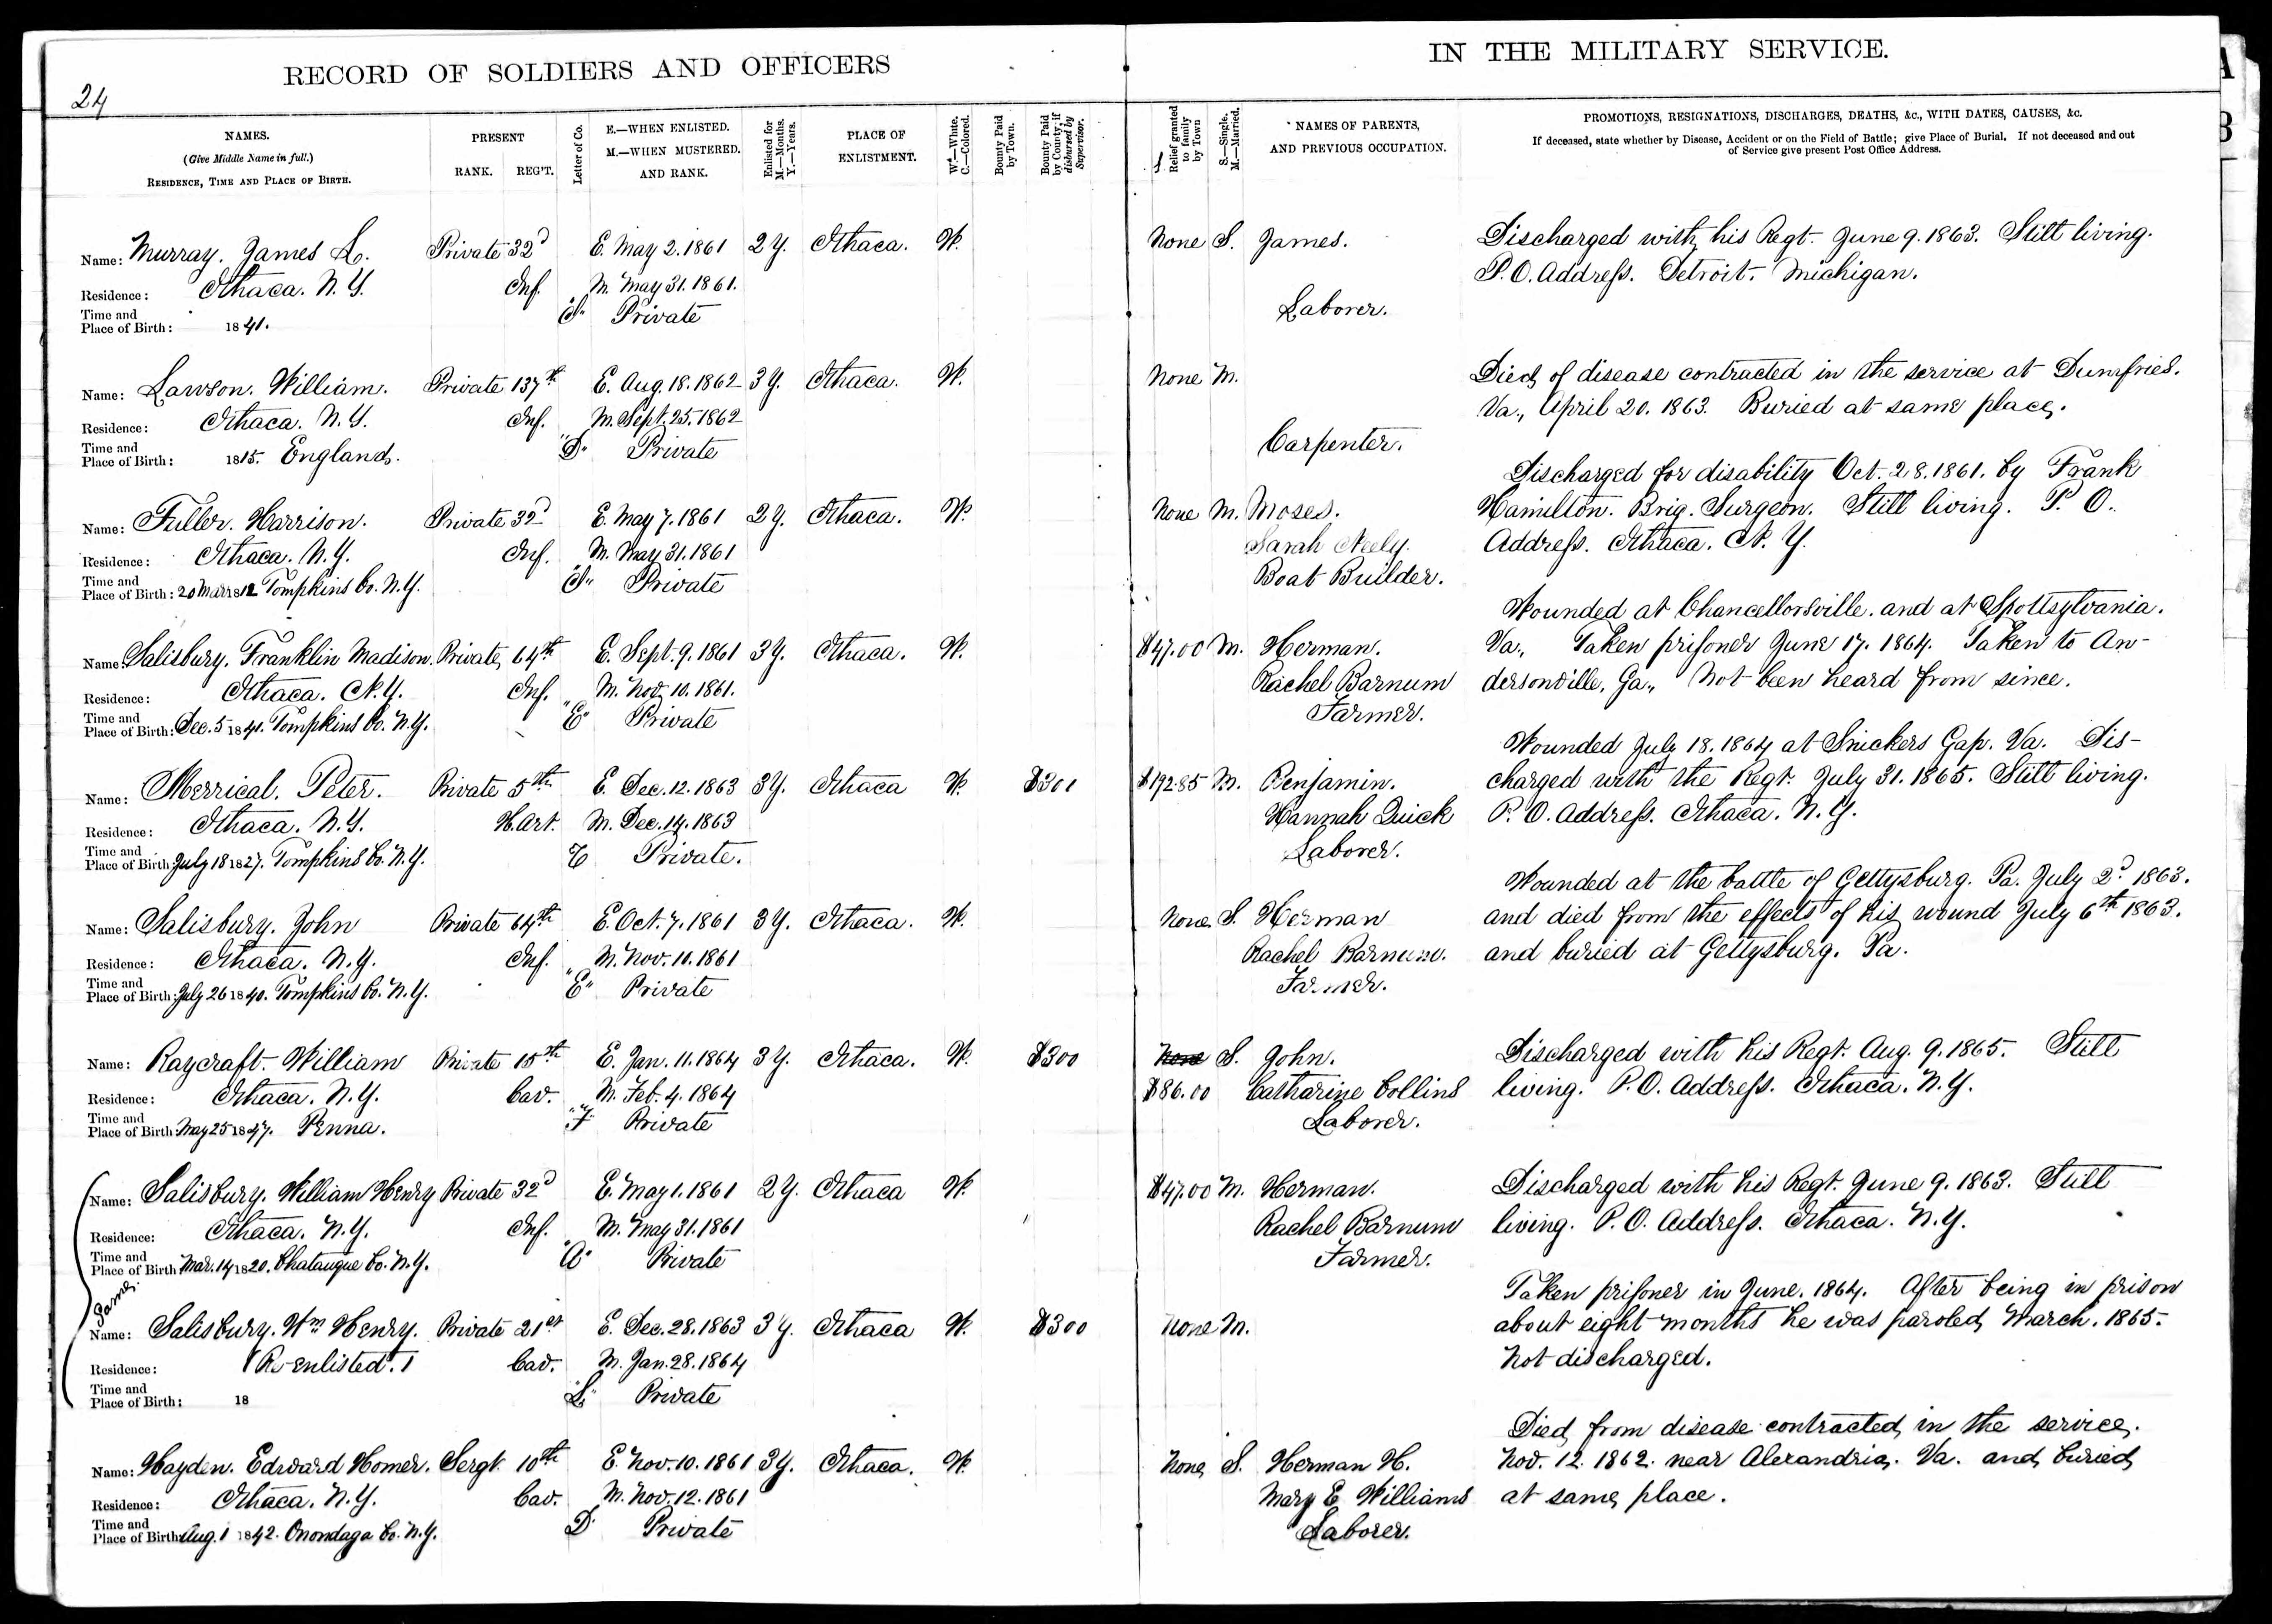 RECORD OF SOLDIERS AND OFFICERS
IN THE MILITARY SERVICE.
24
NAMES.
(Give Middle Name in full.)
RESIDENCE, TIME AND PLACE OF BIRTH.
PRESENT
RANK. REG'T.
Letter of Co.
E.—WHEN ENLISTED.
M.—WHEN MUSTERED.
AND RANK.
Enlisted for
M.—Months.
Y.—Years.
PLACE OF
ENLISTMENT.
W.—White.
C.—Colored.
Bounty Paid
by Town.
Bounty Paid
by County, if
disbursed by
Supervisor.
Relief granted
to family
by Town
S.—Single.
M.—Married.
NAMES OF PARENTS,
AND PREVIOUS OCCUPATION.
PROMOTIONS, RESIGNATIONS, DISCHARGES, DEATHS, &c., WITH DATES, CAUSES, &c.
If deceased, state whether by Disease, Accident or on the Field of Battle; give Place of Burial. If not deceased and out
of Service give present Post Office Address.
Name: Murray. James L. Private 32d E. May 2. 1861 2 y. Ithaca. W. None S. James. Discharged with his Regt. June 9. 1863. Still living.
Residence: Ithaca. N. Y. Inf. M. May 31. 1861. P. O. Address. Detroit. Michigan.
Time and
Place of Birth: 1841. "I" Private Laborer.
Name: Lawson. William. Private 137th E. Aug. 18. 1862 3 y. Ithaca. W. None M. Died of disease contracted in the service at Dumfries.
Residence: Ithaca. N. Y. Inf. M. Sept. 25. 1862 Va., April 20. 1863. Buried at same place.
Time and
Place of Birth: 1815. England. "D" Private Carpenter.
Discharged for disability Oct. 28. 1861. by Frank
Name: Fuller. Harrison. Private 32d E. May 7. 1861 2 y. Ithaca. W. None M. Moses. Hamilton. Brig. Surgeon. Still living. P. O.
Residence: Ithaca. N. Y. Inf. M. May 31. 1861 Sarah Neely. Address. Ithaca. N. Y.
Time and
Place of Birth: 20 Mar 1812 Tompkins Co. N. Y. "I" Private Boat Builder.
Wounded at Chancellorsville. and at Spottsylvania.
Name: Salisbury. Franklin Madison. Private 64th E. Sept. 9. 1861 3 y. Ithaca. W. $47.00 M. Herman. Va., Taken prisoner June 17. 1864. Taken to An-
Residence: Ithaca. N. Y. Inf. M. Nov. 10. 1861. Rachel Barnum dersonville, Ga., Not been heard from since.
Time and
Place of Birth: Dec. 5 1841. Tompkins Co. N. Y. "E" Private Farmer.
Wounded July 18. 1864 at Snickers Gap. Va. Dis-
Name: Merrical. Peter. Private 5th E. Dec. 12. 1863 3 y. Ithaca W. $301 $192.85 M. Benjamin. charged with the Regt. July 31. 1865. Still living.
Residence: Ithaca. N. Y. H. Art. M. Dec. 14. 1863 Hannah Quick P. O. Address. Ithaca. N. Y.
Time and
Place of Birth: July 18 1827. Tompkins Co. N. Y. Private. Laborer.
Wounded at the battle of Gettysburg. Pa. July 2d 1863.
Name: Salisbury. John Private 64th E. Oct. 7. 1861 3 y. Ithaca. W. None S. Herman and died from the effects of his wound July 6th 1863.
Residence: Ithaca. N. Y. Inf. M. Nov. 10. 1861 Rachel Barnum. and buried at Gettysburg. Pa.
Time and
Place of Birth: July 26 1840. Tompkins Co. N. Y. "E" Private Farmer.
Name: Raycraft. William Private 15th E. Jan. 11. 1864 3 y. Ithaca. W. $300 None S. John. Discharged with his Regt. Aug. 9. 1865. Still
Residence: Ithaca. N. Y. Cav. M. Feb. 4. 1864 $86.00 Catharine Collins living. P. O. Address. Ithaca. N. Y.
Time and
Place of Birth: May 25 1847. Penna. "F" Private Laborer.
Name: Salisbury. William Henry Private 32d E. May 1. 1861 2 y. Ithaca W. $47.00 M. Herman. Discharged with his Regt. June 9. 1863. Still
Residence: Ithaca. N. Y. Inf. M. May 31. 1861 Rachel Barnum living. P. O. Address. Ithaca. N. Y.
Time and
Place of Birth: Mar. 14 1820. Chatauque Co. N. Y. "A" Private Farmer.
Same.
Taken prisoner in June. 1864. After being in prison
Name: Salisbury. Wm Henry. Private 21st E. Dec. 28. 1863 3 y. Ithaca W. $300 None M. about eight months he was paroled March. 1865.
Residence: (Re-enlisted.) Cav. M. Jan. 28. 1864 Not discharged.
Time and
Place of Birth: 18 "L" Private
Died from disease contracted in the service.
Name: Hayden. Edward Homer. Sergt. 10th E. Nov. 10. 1861 3 y. Ithaca. W. None S. Herman H. Nov. 12. 1862. near Alexandria. Va. and buried
Residence: Ithaca. N. Y. Cav. M. Nov. 12. 1861 Mary E. Williams at same place.
Time and
Place of Birth: Aug. 1 1842. Onondaga Co. N. Y. D Private Laborer.